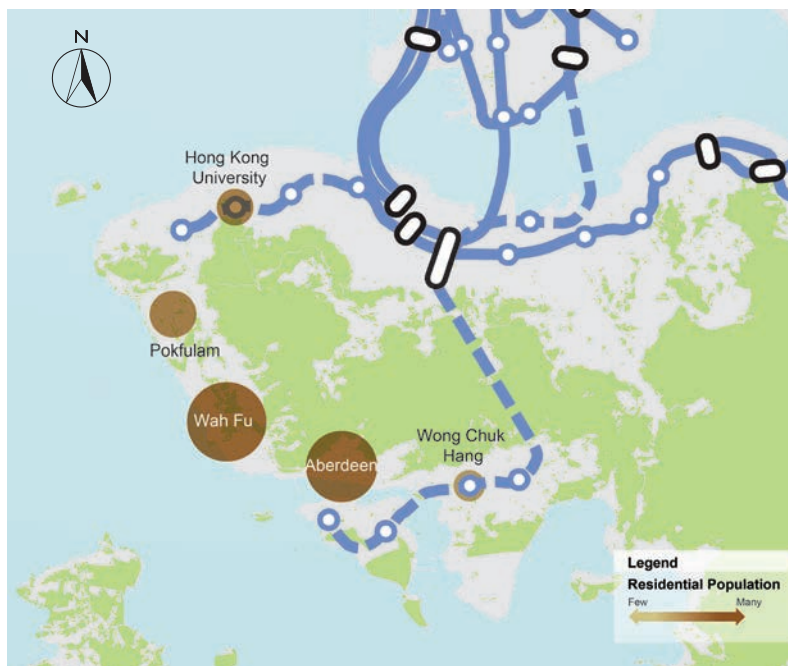 N
Hong Kong
University
Pokfulam
Wah Fu
Aberdeen
Wong Chuk
Hang
Legend
Residential Population
Few Many